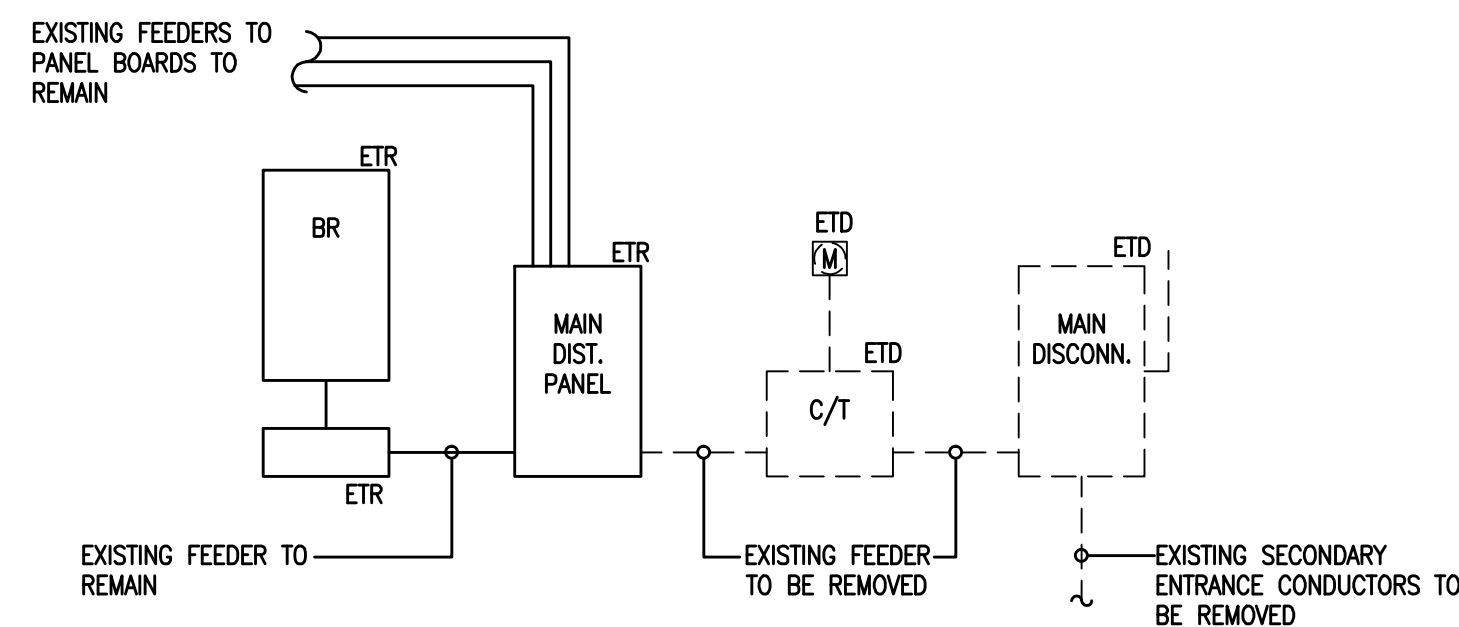 EXISTING FEEDERS TO
PANEL BOARDS TO
REMAIN
ETR
BR
ETR
MAIN
DIST.
PANEL
ETD
M
ETD
C/T
ETD
MAIN
DISCONN.
ETR
EXISTING FEEDER TO
REMAIN
EXISTING FEEDER
TO BE REMOVED
EXISTING SECONDARY
ENTRANCE CONDUCTORS TO
BE REMOVED